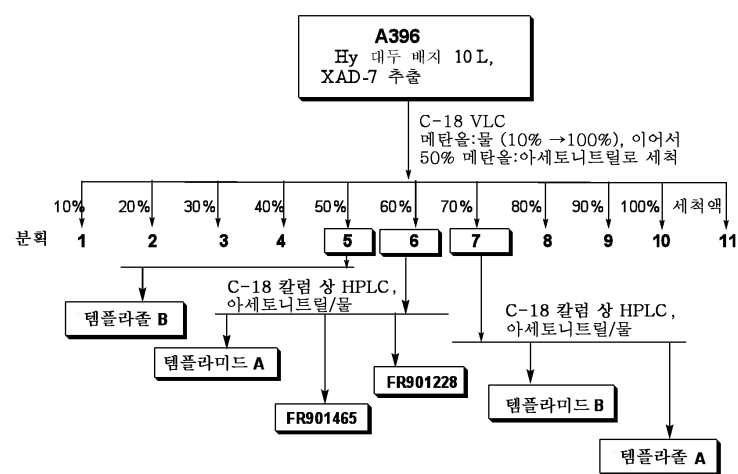 A396
Hy 대두 배지 10 L,
XAD-7 추출
C-18 VLC
메탄올:물 (10% →100%), 이어서
50% 메탄올:아세토니트릴로 세척
10% 20% 30% 40% 50% 60% 70% 80% 90% 100% 세척액
분획 1 2 3 4 5 6 7 8 9 10 11
C-18 칼럼 상 HPLC,
아세토니트릴/물
C-18 칼럼 상 HPLC,
아세토니트릴/물
템플라졸 B
템플라미드 A
FR901228
FR901465
템플라미드 B
템플라졸 A